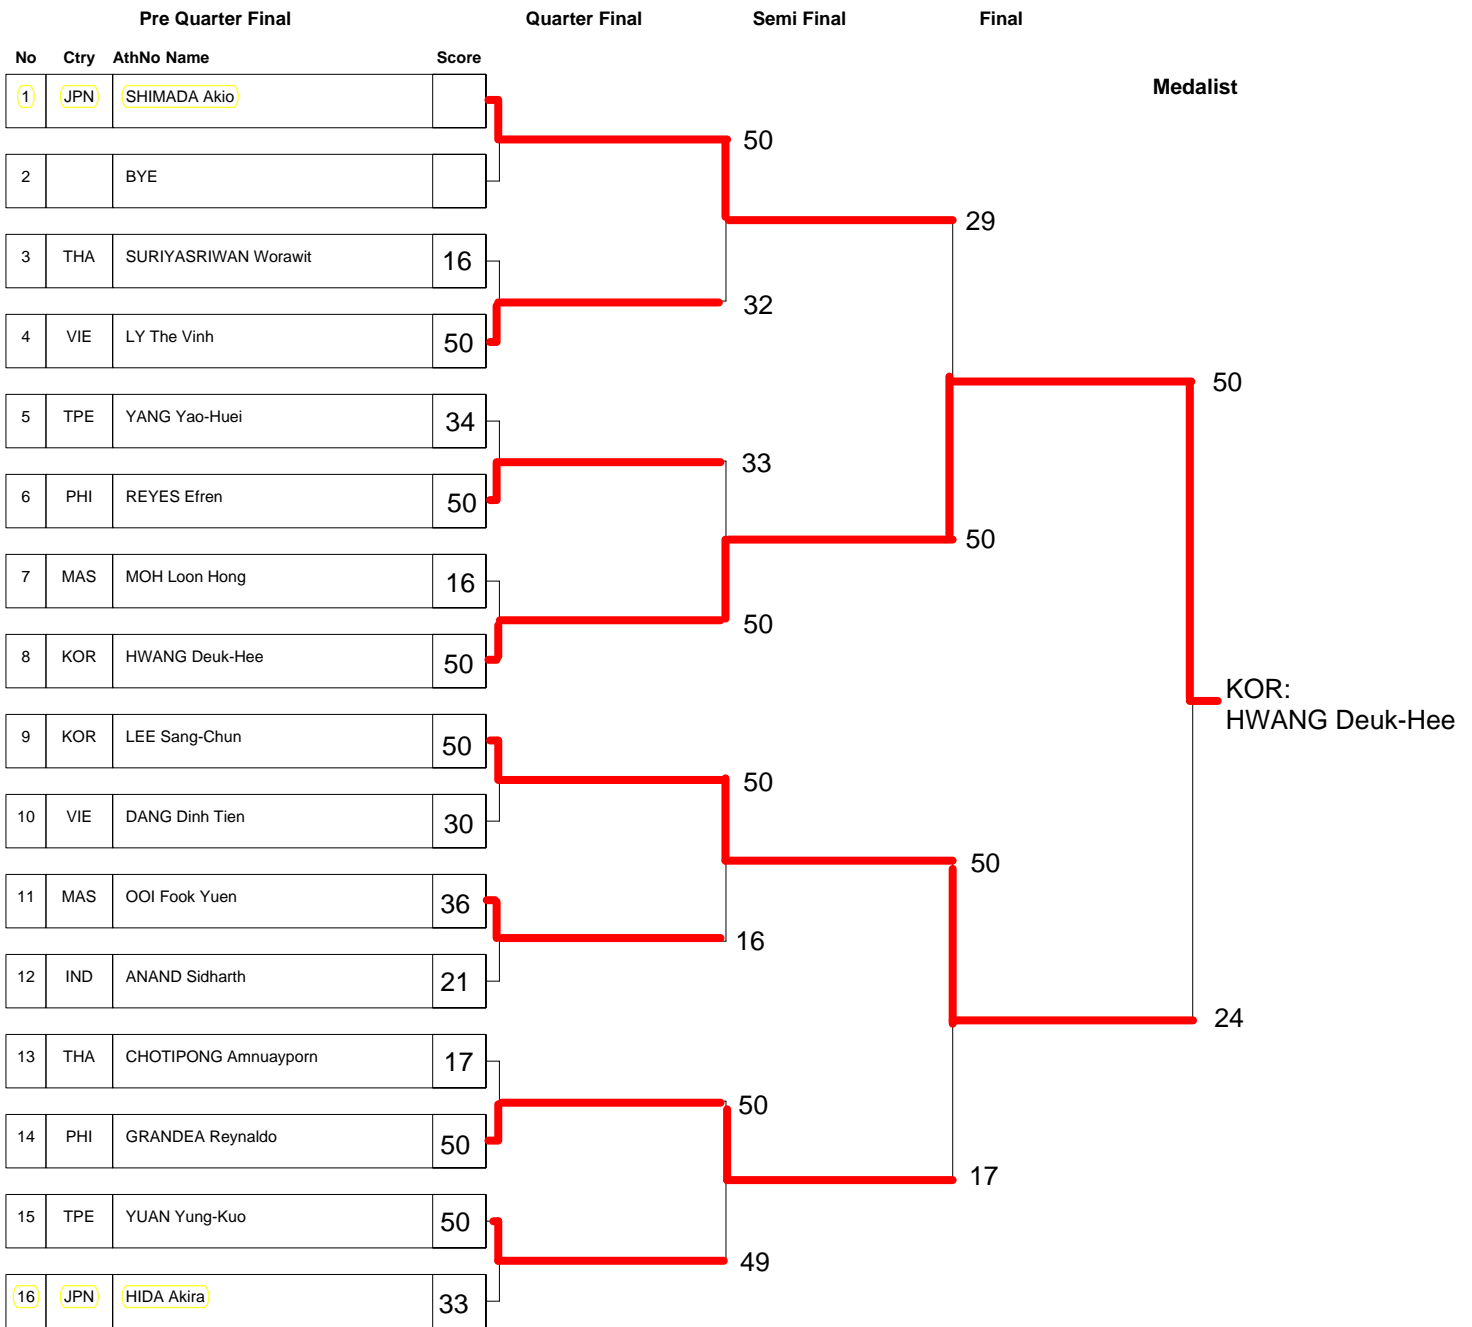 Pre Quarter Final Quarter Final Semi Final Final
No Ctry AthNo Name Score
Medalist
1 JPN SHIMADA Akio
50
2 BYE
29
3 THA SURIYASRIWAN Worawit 16
32
4 VIE LY The Vinh 50
50
5 TPE YANG Yao-Huei 34
33
6 PHI REYES Efren 50
50
7 MAS MOH Loon Hong 16
50
8 KOR HWANG Deuk-Hee 50
KOR:
HWANG Deuk-Hee
9 KOR LEE Sang-Chun 50
50
10 VIE DANG Dinh Tien 30
50
11 MAS OOI Fook Yuen 36
16
12 IND ANAND Sidharth 21
24
13 THA CHOTIPONG Amnuayporn 17
50
14 PHI GRANDEA Reynaldo 50
17
15 TPE YUAN Yung-Kuo 50
49
16 JPN HIDA Akira 33